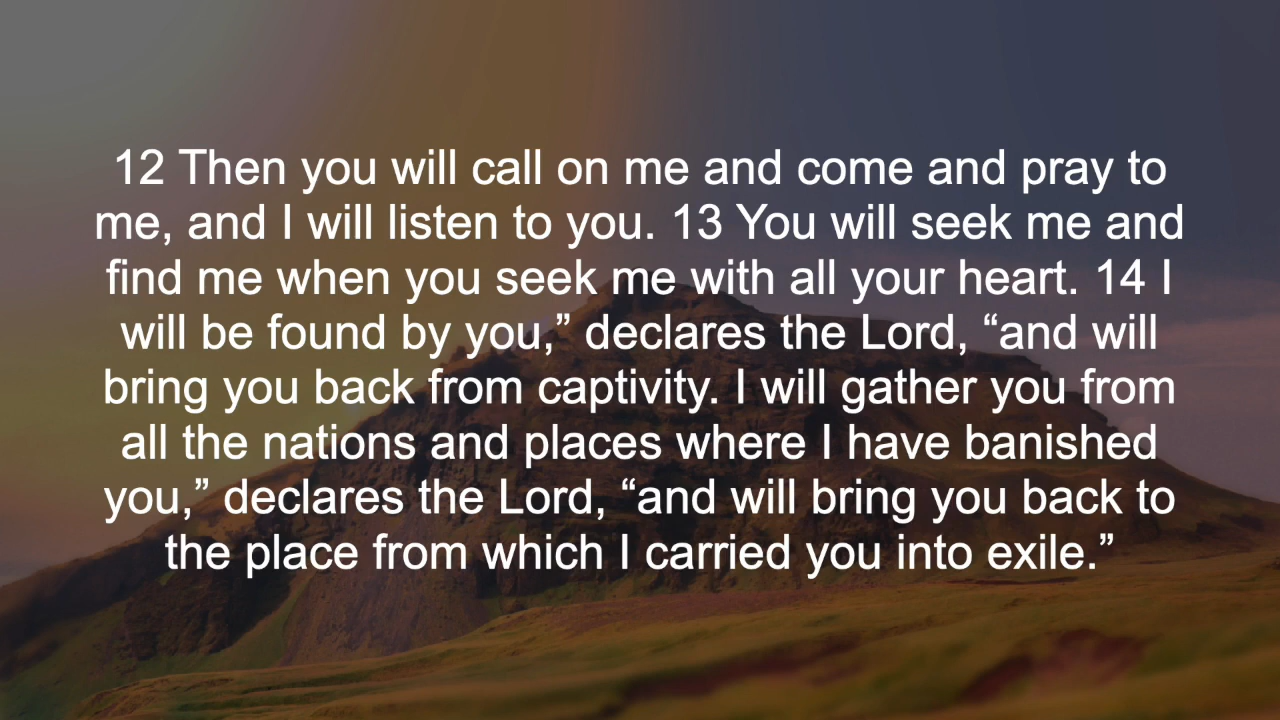 12 Then you will call on me and come and pray to
me, and I will listen to you. 13 You will seek me and
find me when you seek me with all your heart. 14 I
will be found by you,” declares the Lord, “and will
bring you back from captivity. I will gather you from
all the nations and places where I have banished
you,” declares the Lord, “and will bring you back to
the place from which I carried you into exile.”